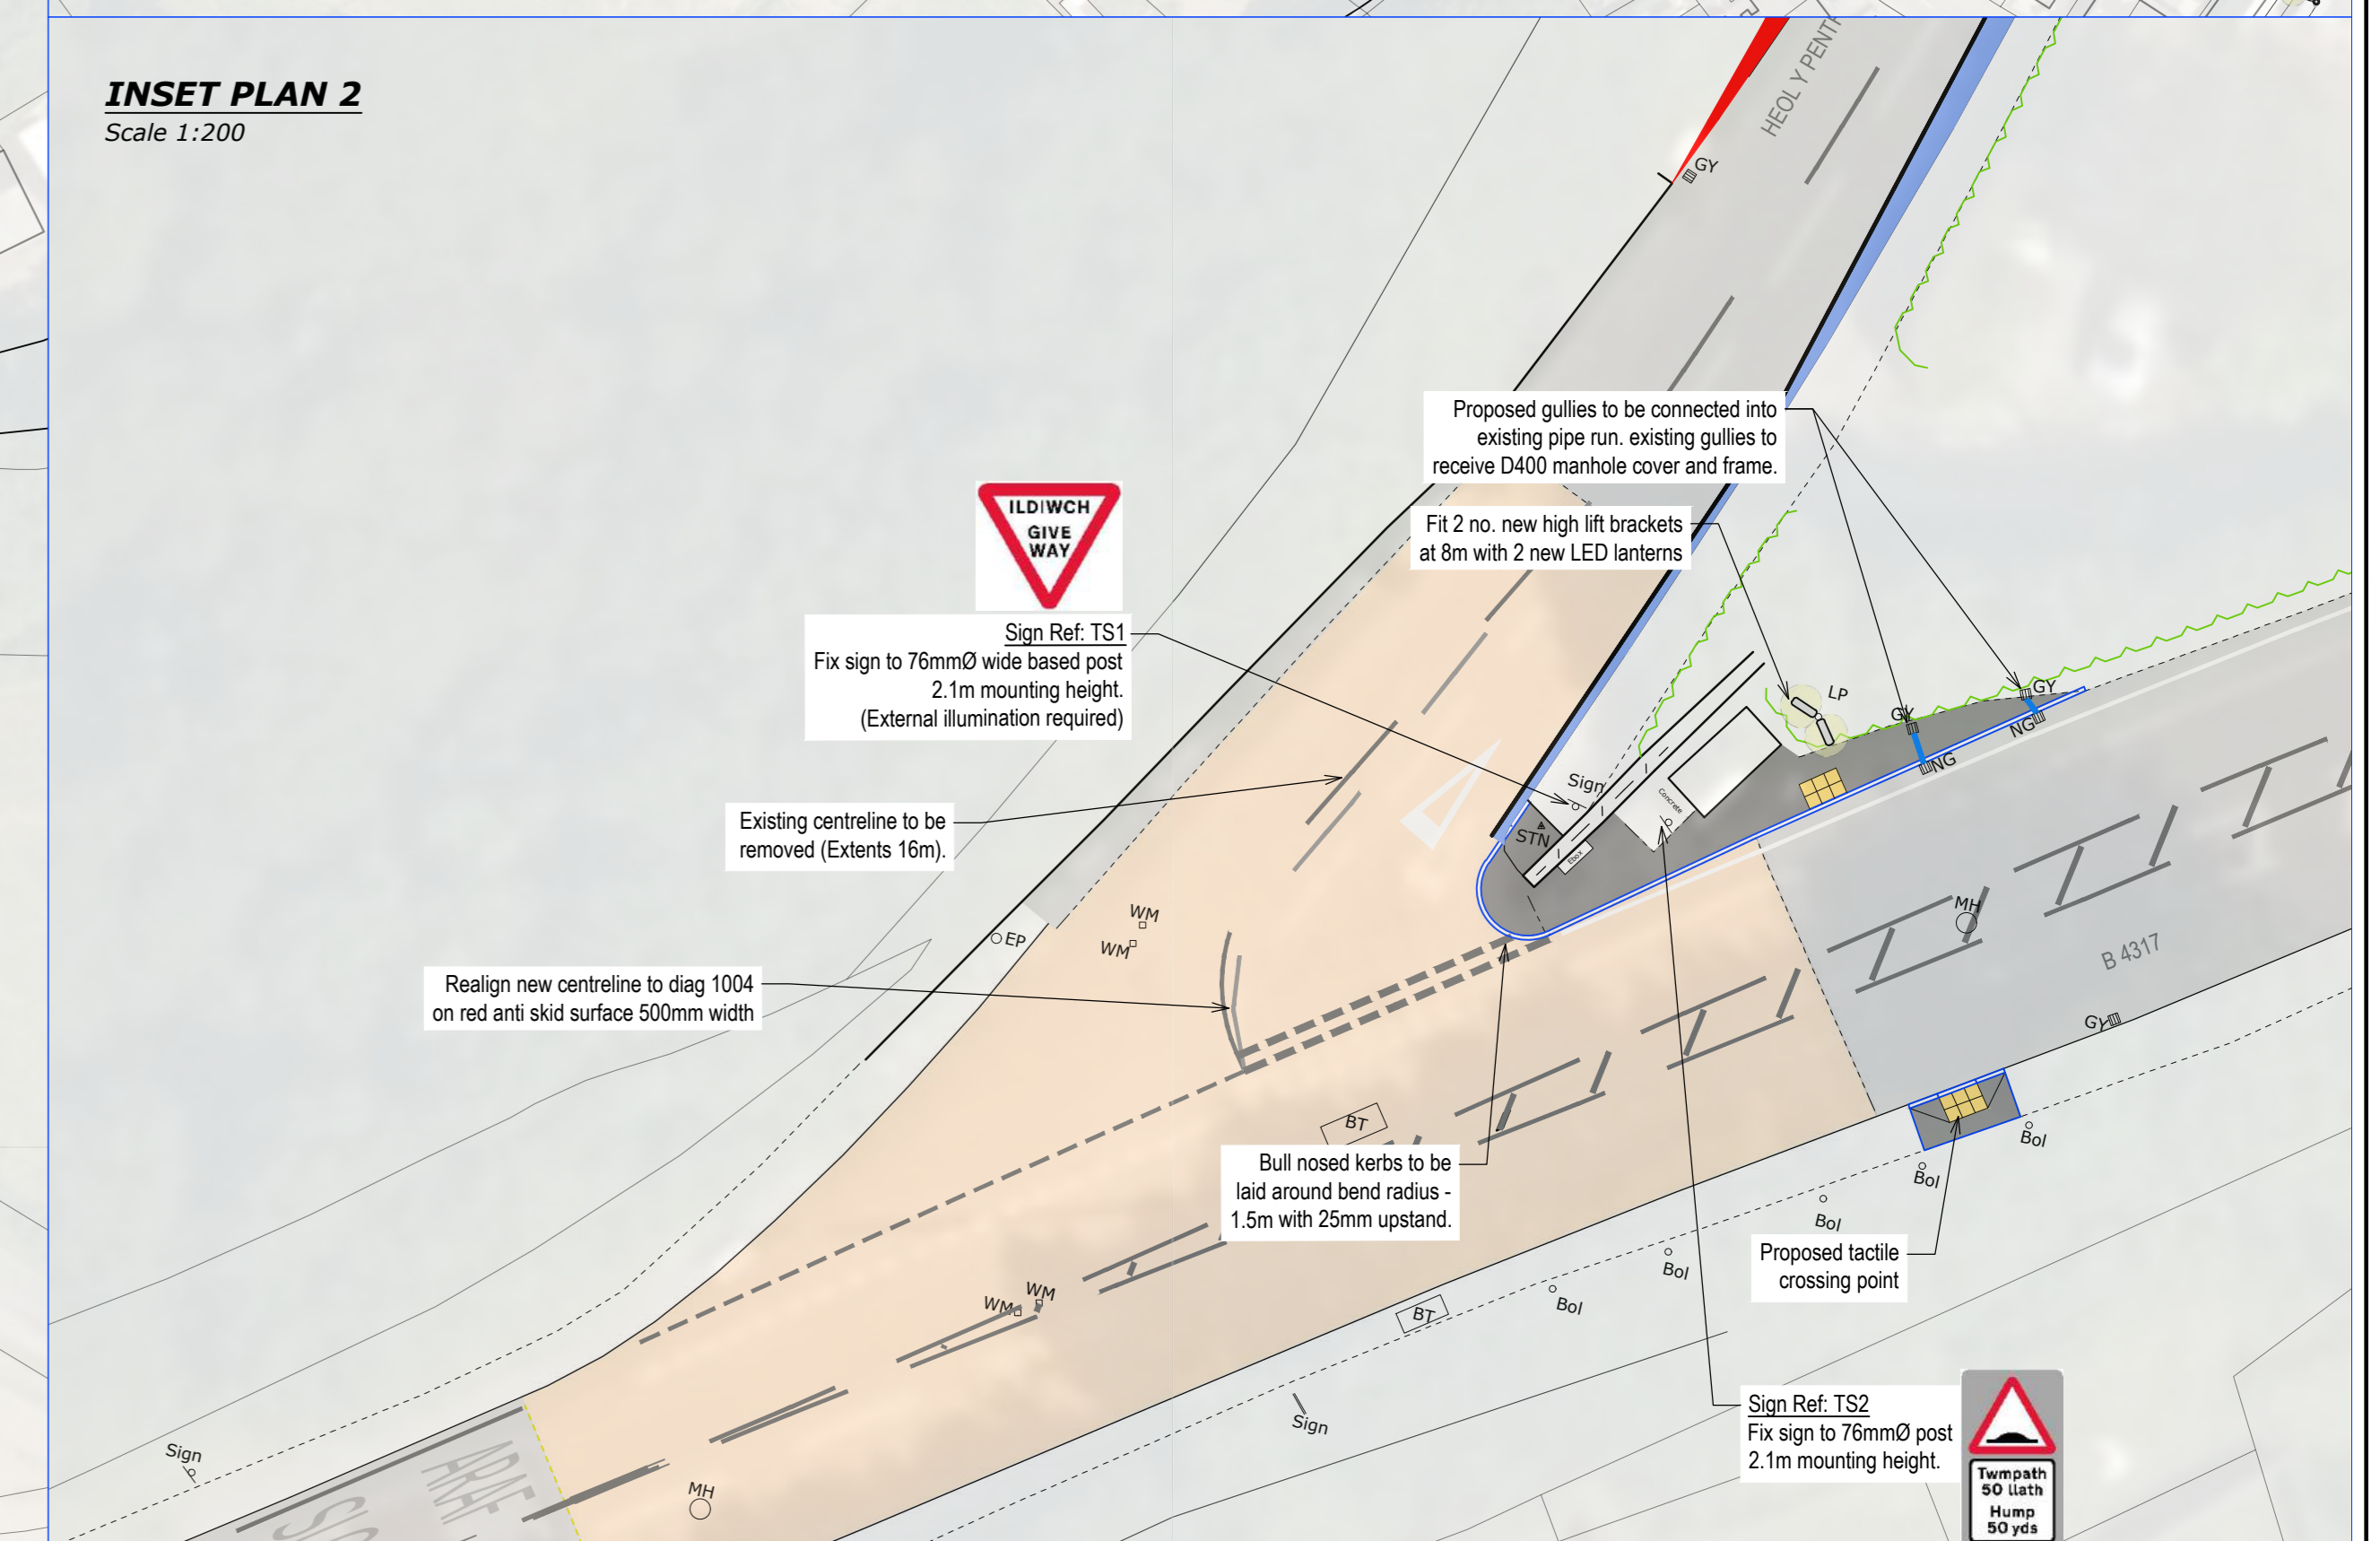 INSET PLAN 2
Scale 1:200
HEOL Y PENTR
GY
Proposed gullies to be connected into
existing pipe run. existing gullies to
receive D400 manhole cover and frame.
ILDIWCH
GIVE
WAY
Fit 2 no. new high lift brackets
at 8m with 2 new LED lanterns
Sign Ref: TS1
Fix sign to 76mmØ wide based post
2.1m mounting height.
(External illumination required)
LP
GY
GY
NG
NG
Sign
Concrete
STN
Ebox
Existing centreline to be
removed (Extents 16m).
WM
WM
EP
MH
B 4317
Realign new centreline to diag 1004
on red anti skid surface 500mm width
GY
BT
Bull nosed kerbs to be
laid around bend radius -
1.5m with 25mm upstand.
Bol
Bol
Bol
Bol
Bol
Proposed tactile
crossing point
WM
WM
BT
Sign
Sign
ARAF
MH
Sign Ref: TS2
Fix sign to 76mmØ post
2.1m mounting height.
Twmpath
50 llath
Hump
50 yds